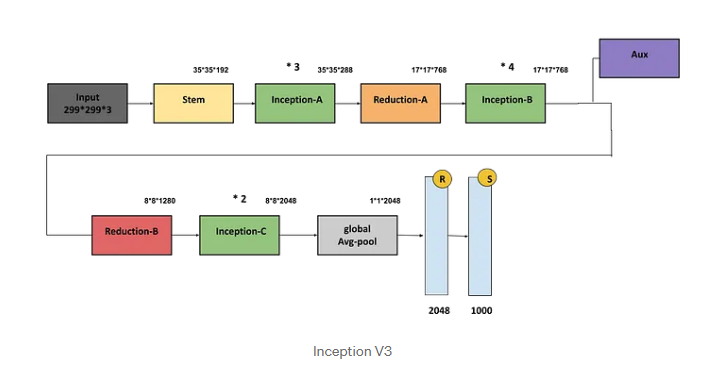 Aux
35*35*192
* 3
35*35*288
17*17*768
* 4
17*17*768
Input
299*299*3
Stem
Inception-A
Reduction-A
Inception-B
8*8*1280
* 2
8*8*2048
1*1*2048
R
S
Reduction-B
Inception-C
global
Avg-pool
2048
1000
Inception V3